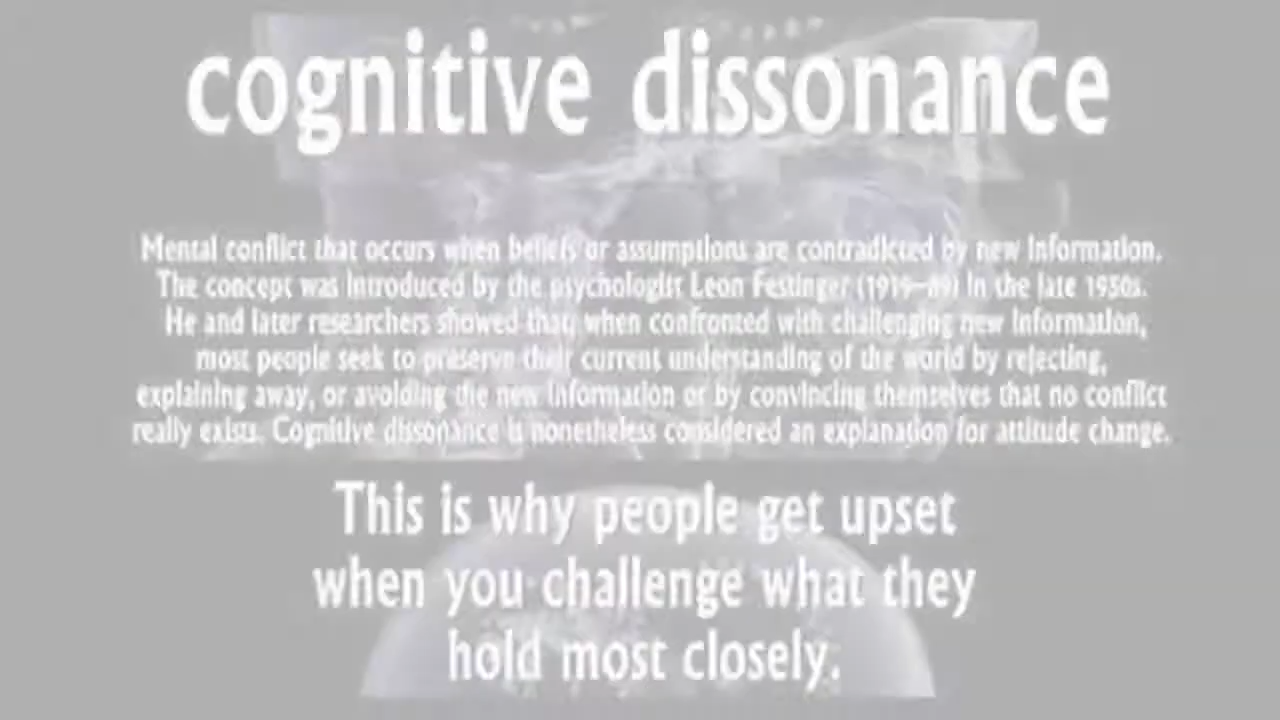 cognitive dissonance
Mental conflict that occurs when beliefs or assumptions are contradicted by new information.
The concept was introduced by the psychologist Leon Festinger (1919–89) in the late 1950s.
He and later researchers showed that, when confronted with challenging new information,
most people seek to preserve their current understanding of the world by rejecting,
explaining away, or avoiding the new information or by convincing themselves that no conflict
really exists. Cognitive dissonance is nonetheless considered an explanation for attitude change.
This is why people get upset
when you challenge what they
hold most closely.